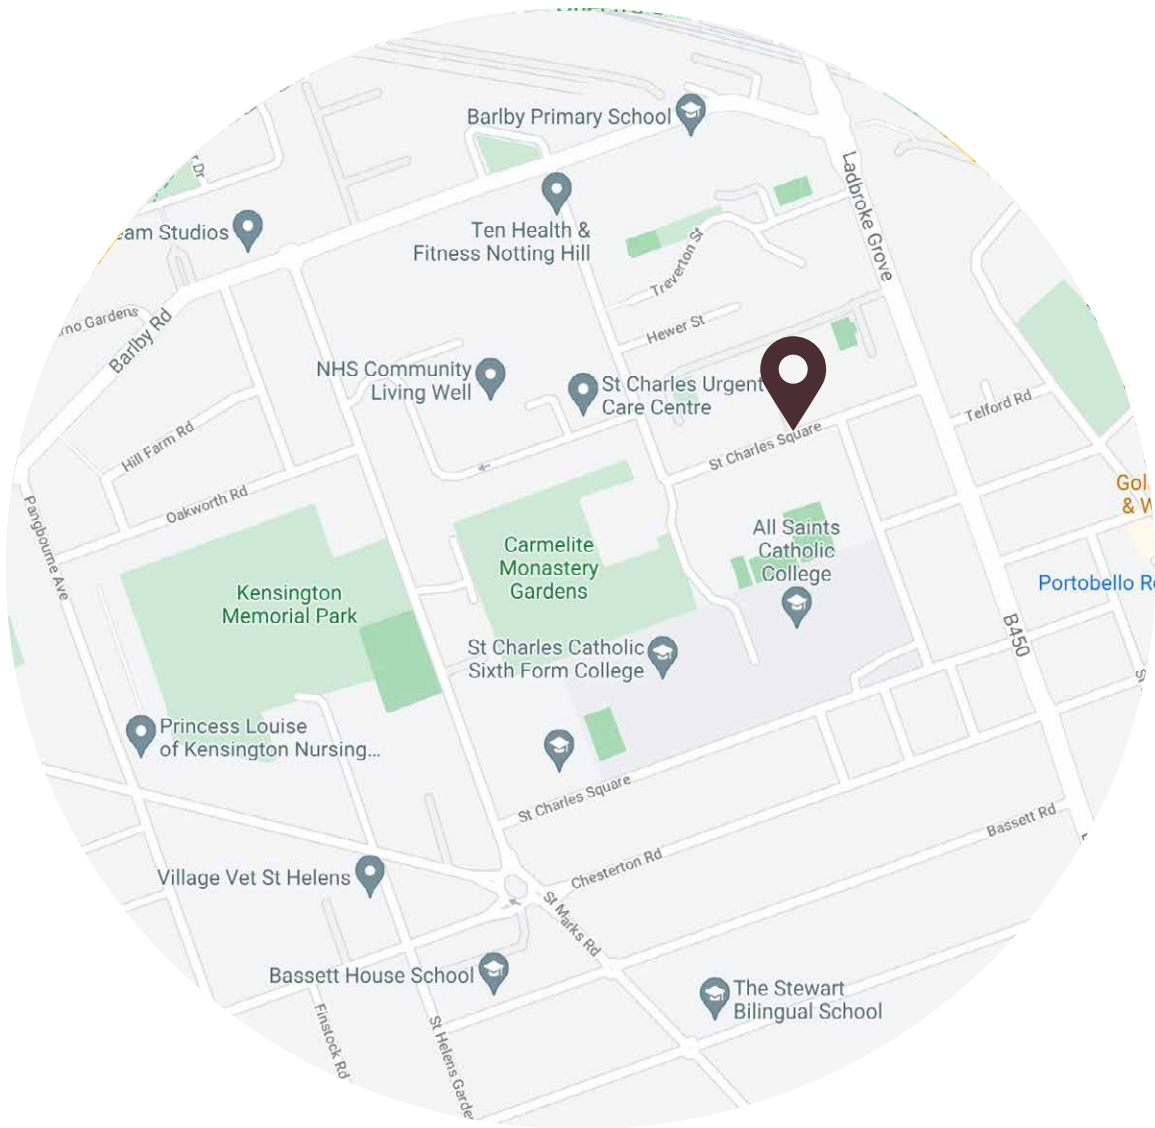 Barlby Primary School
Ladbroke Grove
Ten Health &
Fitness Notting Hill
Treverton St
Hewer St
Barlby Rd
NHS Community
Living Well
St Charles Urgent
Care Centre
St Charles Square
Telford Rd
Hill Farm Rd
Oakworth Rd
Pangbourne Ave
Kensington
Memorial Park
Carmelite
Monastery
Gardens
All Saints
Catholic
College
Portobello
B450
St Charles Catholic
Sixth Form College
Princess Louise
of Kensington Nursing...
St Charles Square
Bassett Rd
Chesterton Rd
Village Vet St Helens
St Marks Rd
Bassett House School
The Stewart
Bilingual School
Finstock Rd
St Helens
Studios
Gardens
Dr